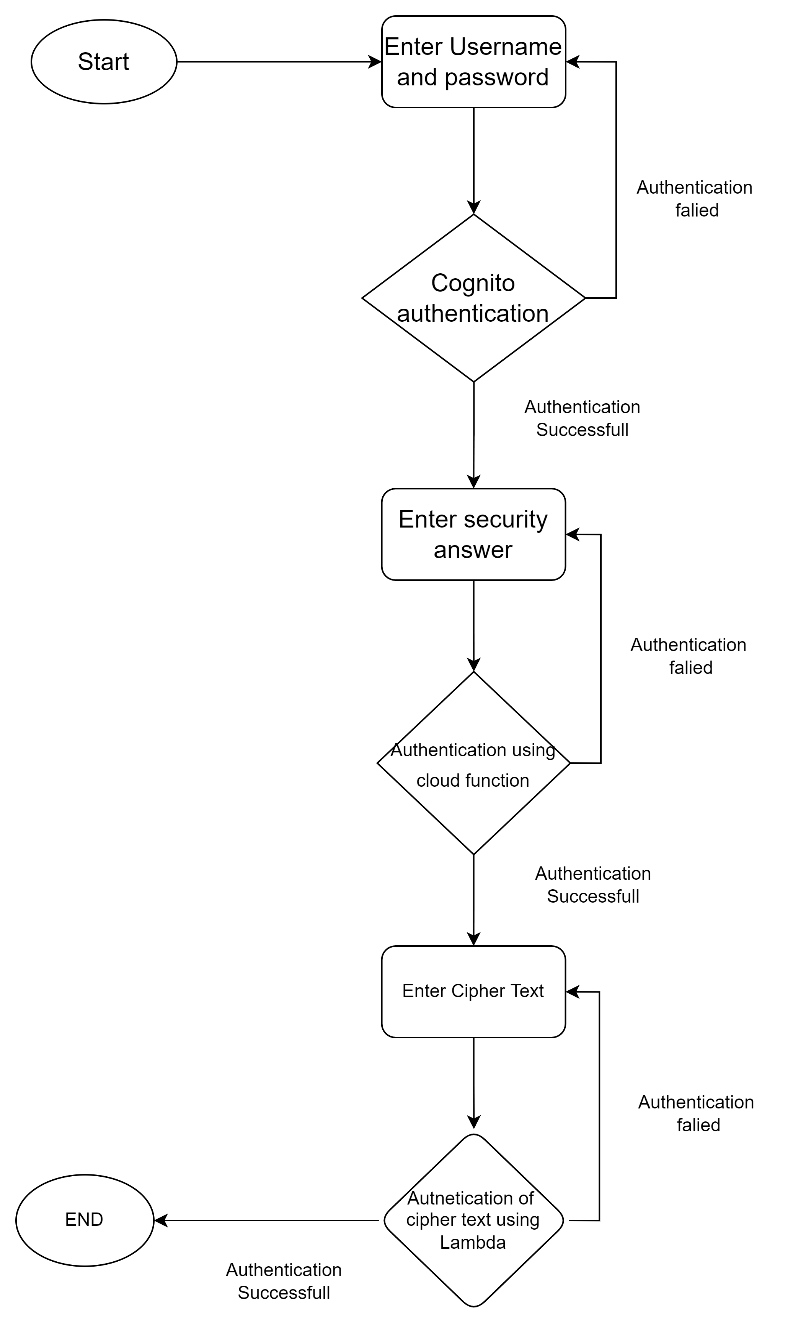 Start
Enter Username
and password
Authentication
falied
Cognito
authentication
Authentication
Successfull
Enter security
answer
Authentication
falied
Authentication using
cloud function
Authentication
Successfull
Enter Cipher Text
Authentication
falied
Autnetication of
cipher text using
Lambda
END
Authentication
Successfull